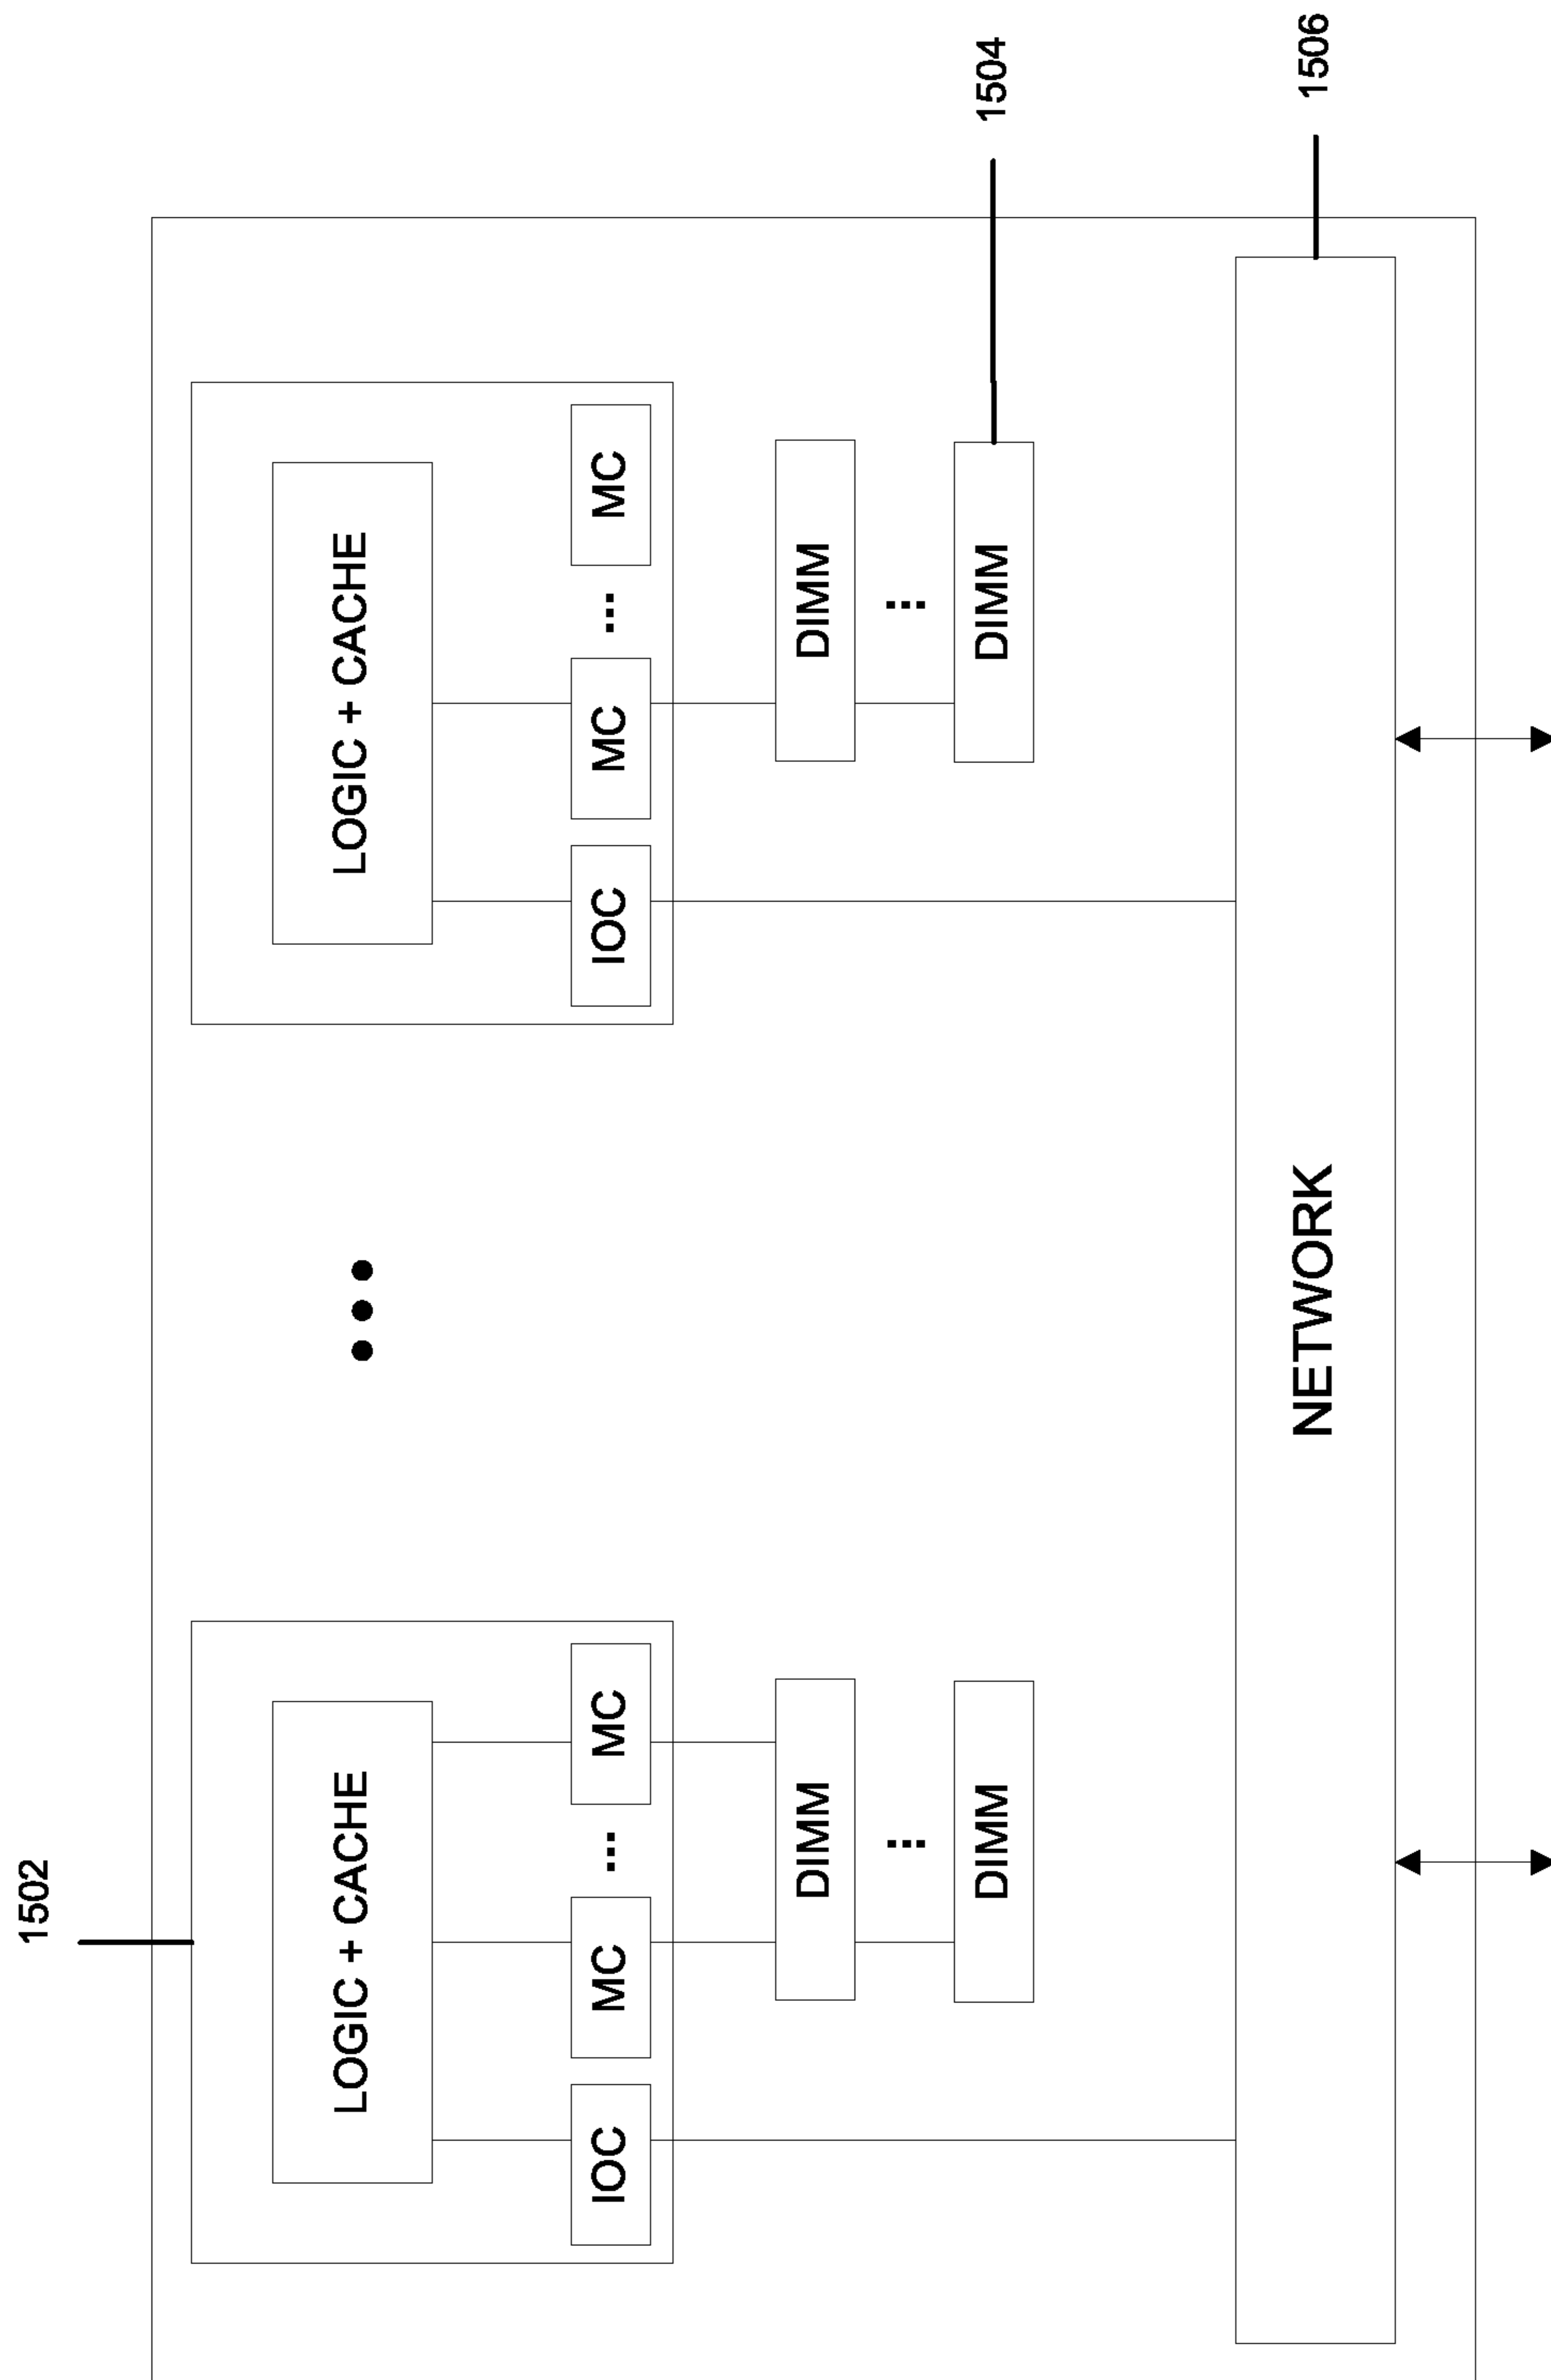 1502
LOGIC + CACHE
LOGIC + CACHE
IOC
MC
...
MC
IOC
MC
...
MC
DIMM
DIMM
DIMM
DIMM
1504
NETWORK
1506